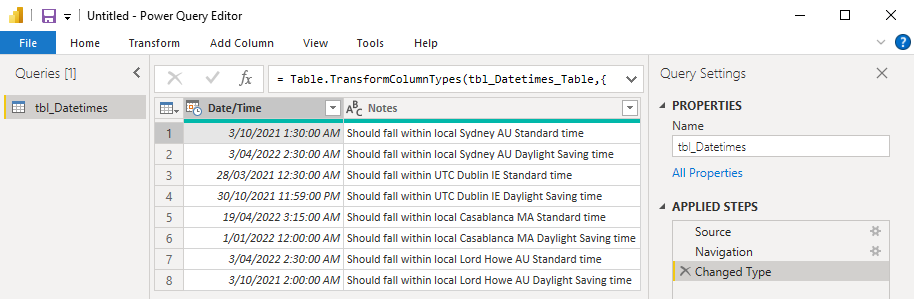 Untitled - Power Query Editor
File Home Transform Add Column View Tools Help
Queries [1]
tbl_Datetimes
fx = Table.TransformColumnTypes(tbl_Datetimes_Table,{
Date/Time ABC Notes
1 3/10/2021 1:30:00 AM Should fall within local Sydney AU Standard time
2 3/04/2022 2:30:00 AM Should fall within local Sydney AU Daylight Saving time
3 28/03/2021 12:30:00 AM Should fall within UTC Dublin IE Standard time
4 30/10/2021 11:59:00 PM Should fall within UTC Dublin IE Daylight Saving time
5 19/04/2022 3:15:00 AM Should fall within local Casablanca MA Standard time
6 1/01/2022 12:00:00 AM Should fall within local Casablanca MA Daylight Saving time
7 3/04/2022 2:30:00 AM Should fall within local Lord Howe AU Standard time
8 3/10/2021 2:00:00 AM Should fall within local Lord Howe AU Daylight Saving time
Query Settings
PROPERTIES
Name
tbl_Datetimes
All Properties
APPLIED STEPS
Source
Navigation
Changed Type